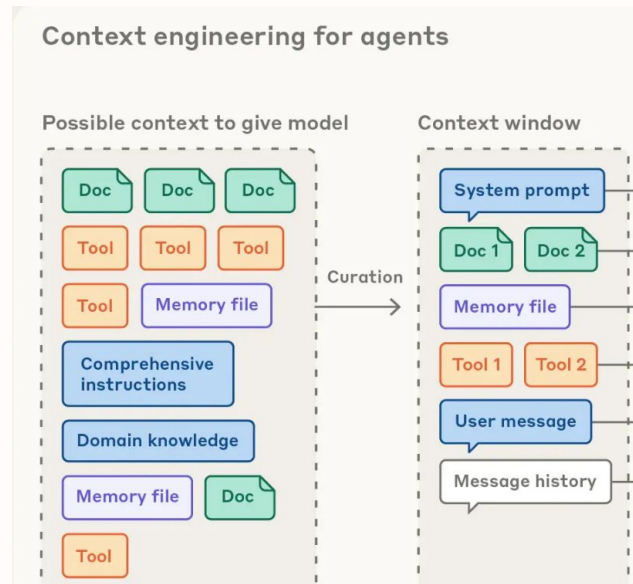 Context engineering for agents
Possible context to give model
Context window
Doc Doc Doc
Tool Tool Tool
Tool Memory file
Comprehensive
instructions
Domain knowledge
Memory file Doc
Tool
Curation
System prompt
Doc 1 Doc 2
Memory file
Tool 1 Tool 2
User message
Message history